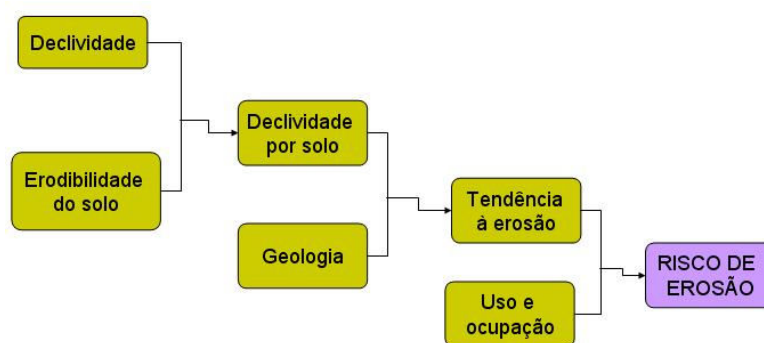 Declividade
Erodibilidade
do solo
Declividade
por solo
Geologia
Tendência
à erosão
Uso e
ocupação
RISCO DE
EROSÃO